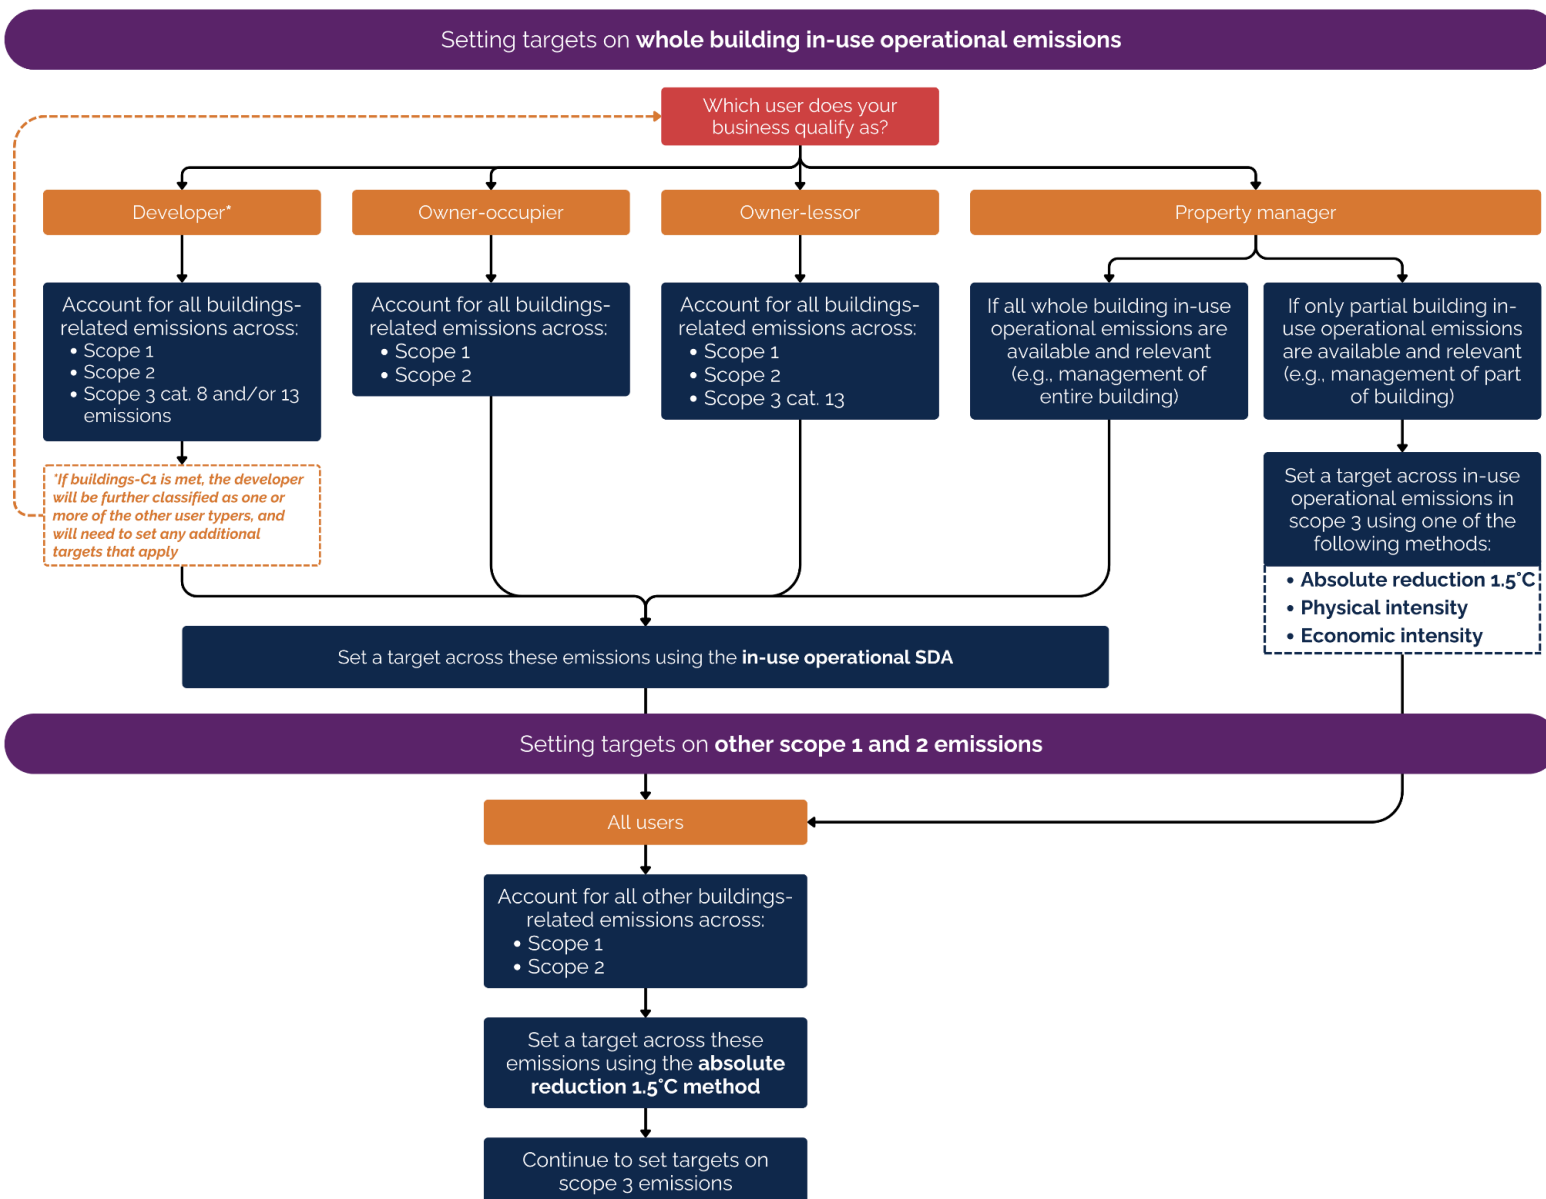 Setting targets on whole building in-use operational emissions
Which user does your
business qualify as?
Developer*
Owner-occupier
Owner-lessor
Property manager
Account for all buildings-
related emissions across:
• Scope 1
• Scope 2
• Scope 3 cat. 8 and/or 13
emissions
Account for all buildings-
related emissions across:
• Scope 1
• Scope 2
Account for all buildings-
related emissions across:
• Scope 1
• Scope 2
• Scope 3 cat. 13
If all whole building in-use
operational emissions are
available and relevant
(e.g., management of
entire building)
If only partial building in-
use operational emissions
are available and relevant
(e.g., management of part
of building)
*If buildings-C1 is met, the developer
will be further classified as one or
more of the other user typers, and
will need to set any additional
targets that apply
Set a target across in-use
operational emissions in
scope 3 using one of the
following methods:
• Absolute reduction 1.5°C
• Physical intensity
• Economic intensity
Set a target across these emissions using the in-use operational SDA
Setting targets on other scope 1 and 2 emissions
All users
Account for all other buildings-
related emissions across:
• Scope 1
• Scope 2
Set a target across these
emissions using the absolute
reduction 1.5°C method
Continue to set targets on
scope 3 emissions